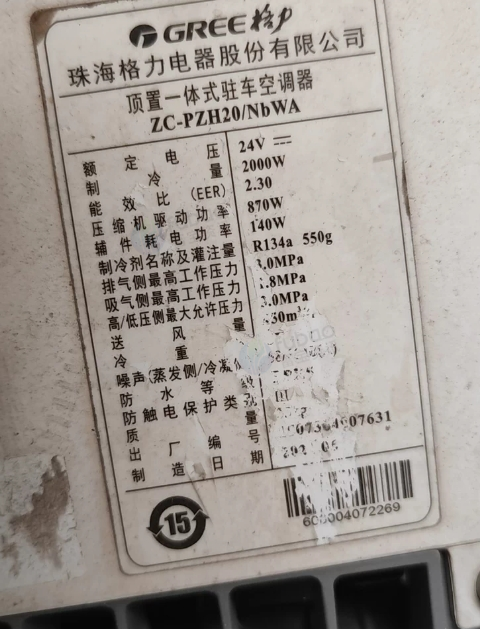 GREE 格力
珠海格力电器股份有限公司
顶置一体式驻车空调器
ZC-PZH20/NbWA
额定电压 24V
制冷量 2000W
能效比(EER) 2.30
压缩机驱动功率 870W
辅件耗电功率 140W
制冷剂名称及灌注量 R134a 550g
排气侧最高工作压力 3.0MPa
吸气侧最高工作压力 .8MPa
高/低压侧最大允许压力 3.0MPa
送风量
冷重
噪声(蒸发侧/冷凝侧)
防水等级
防触电保护类别 III
质量
出厂编号
制造日期
15